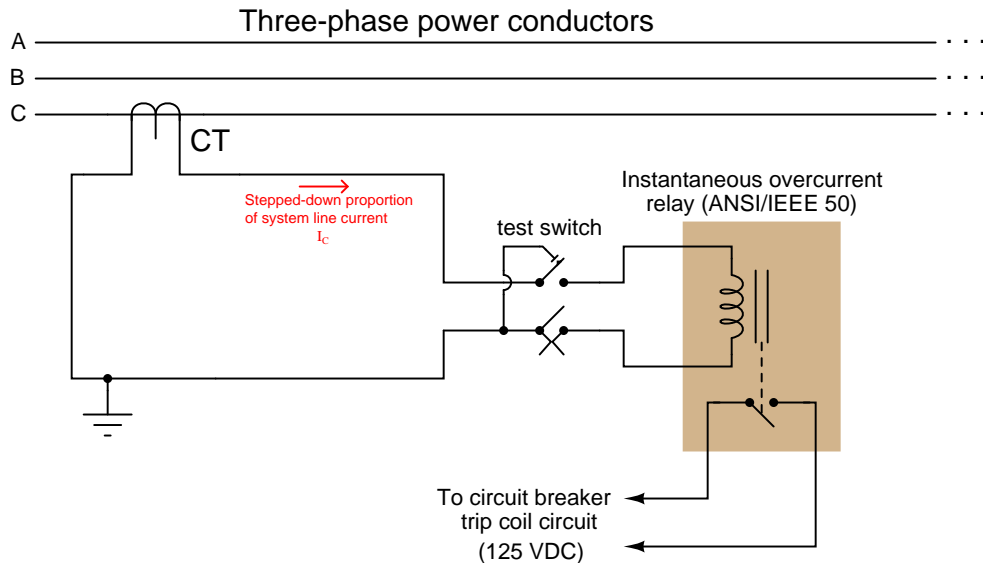 Three-phase power conductors
A
B
C
CT
Stepped-down proportion
of system line current
I_C
Instantaneous overcurrent
relay (ANSI/IEEE 50)
test switch
To circuit breaker
trip coil circuit
(125 VDC)